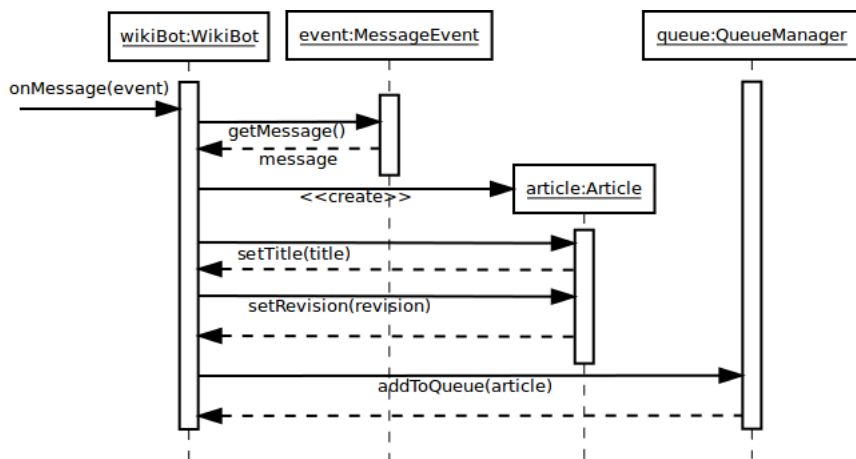 wikiBot:WikiBot
event:MessageEvent
queue:QueueManager
onMessage(event)
getMessage()
message
<<create>>
article:Article
setTitle(title)
setRevision(revision)
addToQueue(article)